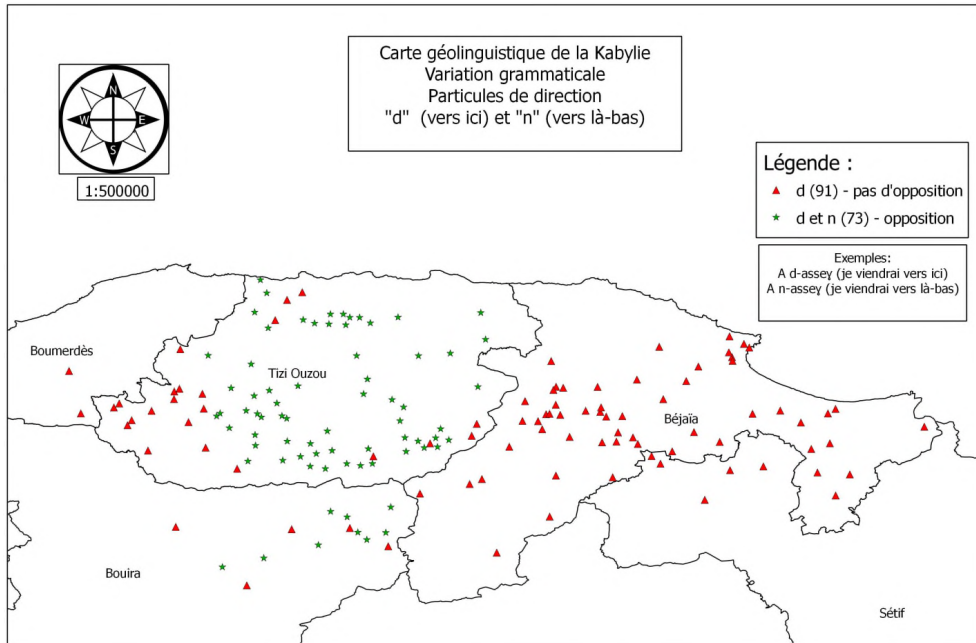 Carte géolinguistique de la Kabylie
Variation grammaticale
Particules de direction
"d" (vers ici) et "n" (vers là-bas)
N
W
E
S
1:500000
Légende :
d (91) - pas d'opposition
d et n (73) - opposition
Exemples:
A d-asseɣ (je viendrai vers ici)
A n-asseɣ (je viendrai vers là-bas)
Boumerdès
Tizi Ouzou
Béjaïa
Bouira
Sétif